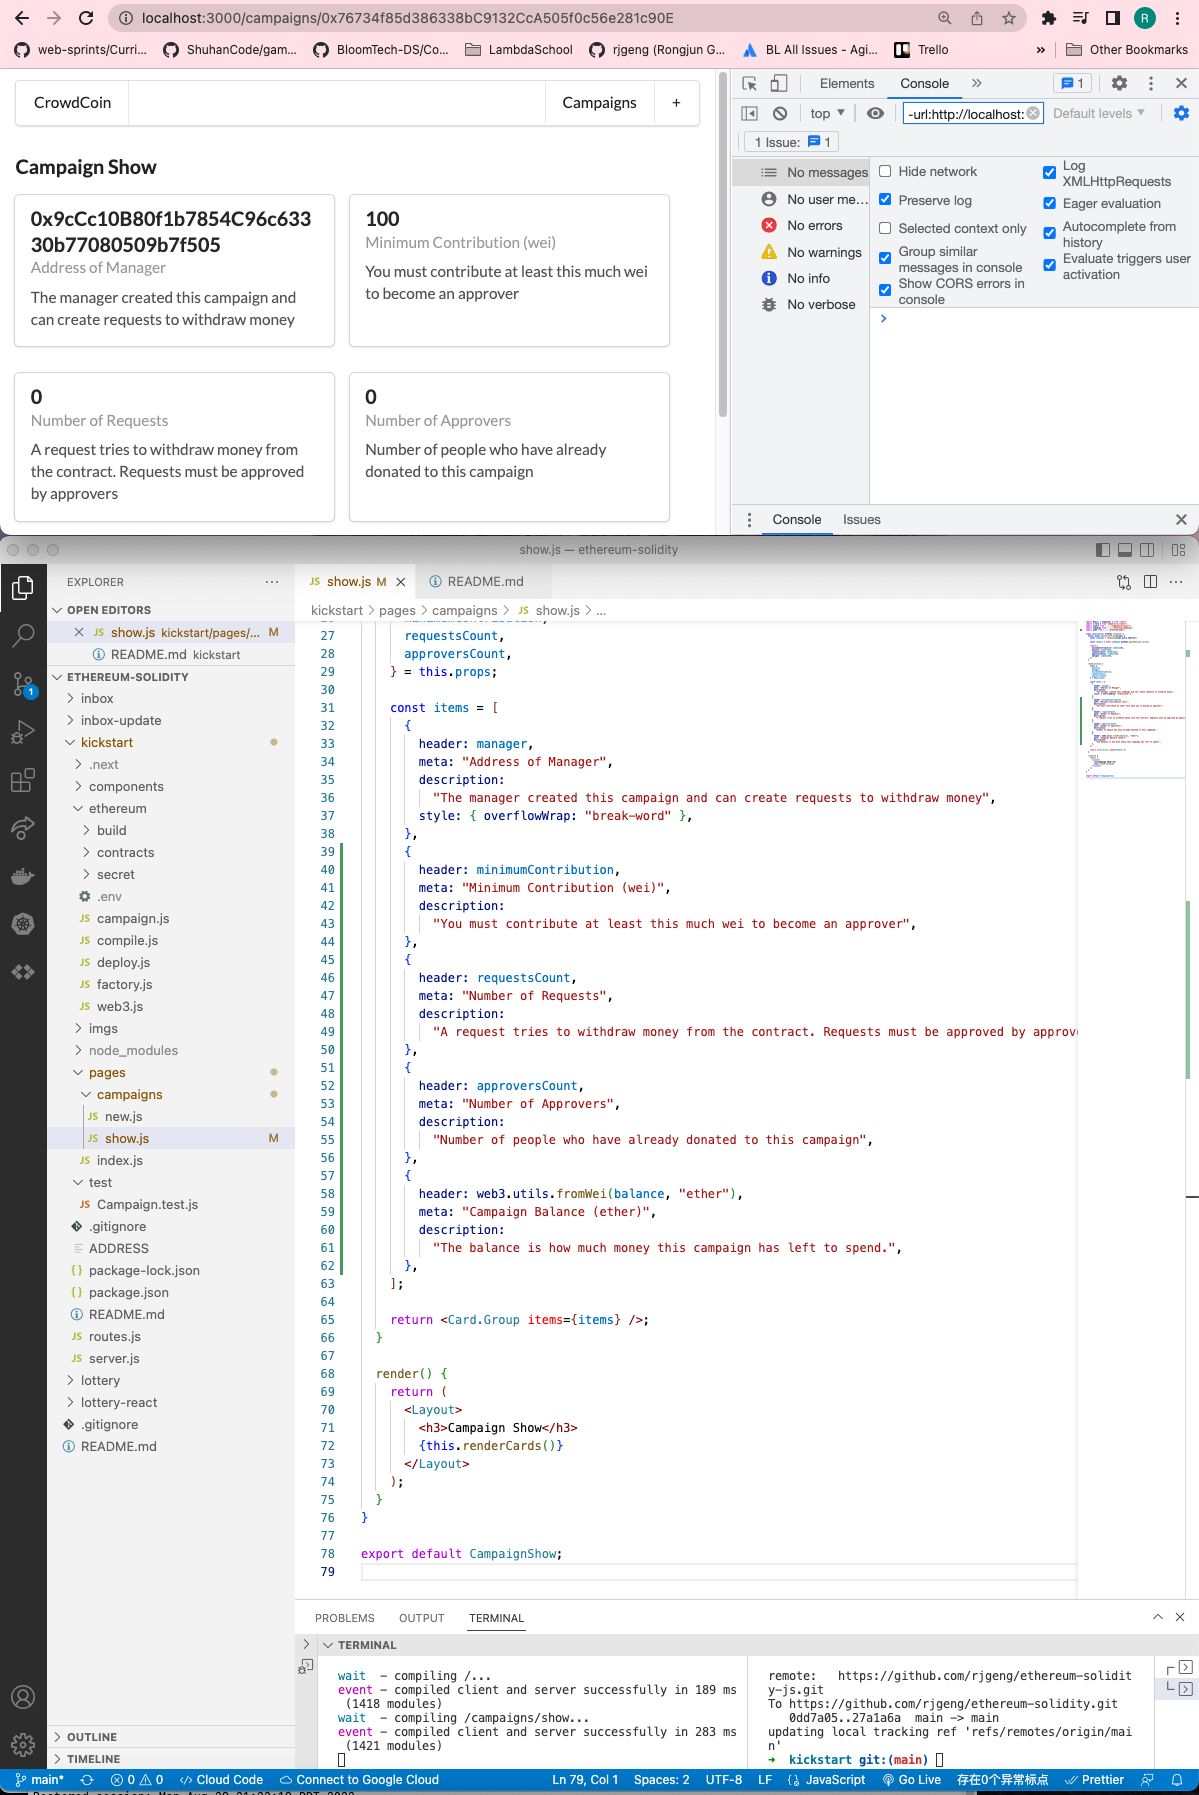 localhost:3000/campaigns/0x76734f85d386338bC9132CcA505f0c56e281c90E
R
web-sprints/Curri...
ShuhanCode/gam...
BloomTech-DS/Co...
LambdaSchool
rjgeng (Rongjun G...
BL All Issues - Agi...
Trello
»
Other Bookmarks
CrowdCoin
Campaigns
+
Campaign Show
0x9cCc10B80f1b7854C96c633
30b77080509b7f505
Address of Manager
The manager created this campaign and
can create requests to withdraw money
100
Minimum Contribution (wei)
You must contribute at least this much wei
to become an approver
0
Number of Requests
A request tries to withdraw money from
the contract. Requests must be approved
by approvers
0
Number of Approvers
Number of people who have already
donated to this campaign
Elements
Console
»
1
top
-url:http://localhost:
Default levels
1 Issue:
1
No messages
No user me...
No errors
No warnings
No info
No verbose
Hide network
Preserve log
Selected context only
Group similar
messages in console
Show CORS errors in
console
Log
XMLHttpRequests
Eager evaluation
Autocomplete from
history
Evaluate triggers user
activation
Console
Issues
show.js — ethereum-solidity
EXPLORER
OPEN EDITORS
JS show.js kickstart/pages/... M
README.md kickstart
ETHEREUM-SOLIDITY
1
inbox
inbox-update
kickstart
.next
components
ethereum
build
contracts
secret
.env
JS campaign.js
JS compile.js
JS deploy.js
JS factory.js
JS web3.js
imgs
node_modules
pages
campaigns
JS new.js
JS show.js M
JS index.js
test
JS Campaign.test.js
.gitignore
ADDRESS
{} package-lock.json
{} package.json
README.md
JS routes.js
JS server.js
lottery
lottery-react
.gitignore
README.md
OUTLINE
TIMELINE
JS show.js M
README.md
kickstart > pages > campaigns > JS show.js > ...
27 requestsCount,
28 approversCount,
29 } = this.props;
30
31 const items = [
32 {
33 header: manager,
34 meta: "Address of Manager",
35 description:
36 "The manager created this campaign and can create requests to withdraw money",
37 style: { overflowWrap: "break-word" },
38 },
39 {
40 header: minimumContribution,
41 meta: "Minimum Contribution (wei)",
42 description:
43 "You must contribute at least this much wei to become an approver",
44 },
45 {
46 header: requestsCount,
47 meta: "Number of Requests",
48 description:
49 "A request tries to withdraw money from the contract. Requests must be approved by approv
50 },
51 {
52 header: approversCount,
53 meta: "Number of Approvers",
54 description:
55 "Number of people who have already donated to this campaign",
56 },
57 {
58 header: web3.utils.fromWei(balance, "ether"),
59 meta: "Campaign Balance (ether)",
60 description:
61 "The balance is how much money this campaign has left to spend.",
62 },
63 ];
64
65 return <Card.Group items={items} />;
66 }
67
68 render() {
69 return (
70 <Layout>
71 <h3>Campaign Show</h3>
72 {this.renderCards()}
73 </Layout>
74 );
75 }
76 }
77
78 export default CampaignShow;
79
PROBLEMS
OUTPUT
TERMINAL
TERMINAL
wait - compiling /...
event - compiled client and server successfully in 189 ms
(1418 modules)
wait - compiling /campaigns/show...
event - compiled client and server successfully in 283 ms
(1421 modules)
remote: https://github.com/rjgeng/ethereum-solidit
y-js.git
To https://github.com/rjgeng/ethereum-solidity.git
0dd7a05..27a1a6a main -> main
updating local tracking ref 'refs/remotes/origin/mai
n'
→ kickstart git:(main)
main*
0
0
Cloud Code
Connect to Google Cloud
Ln 79, Col 1
Spaces: 2
UTF-8
LF
{} JavaScript
Go Live
存在0个异常标点
Prettier